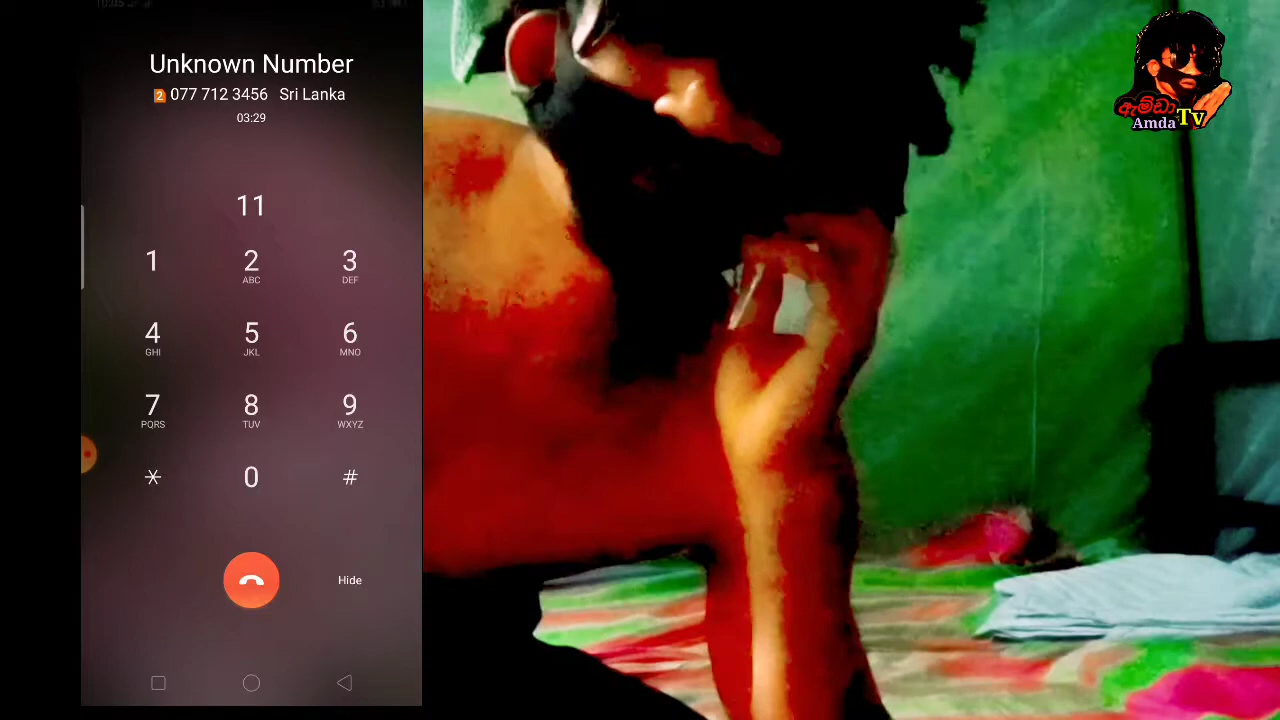 Unknown Number
2 077 712 3456 Sri Lanka
03:29
11
1 2 3
ABC DEF
4 5 6
GHI JKL MNO
7 8 9
PQRS TUV WXYZ
* 0 #
Hide
ඇම්ඩා
Amda Tv